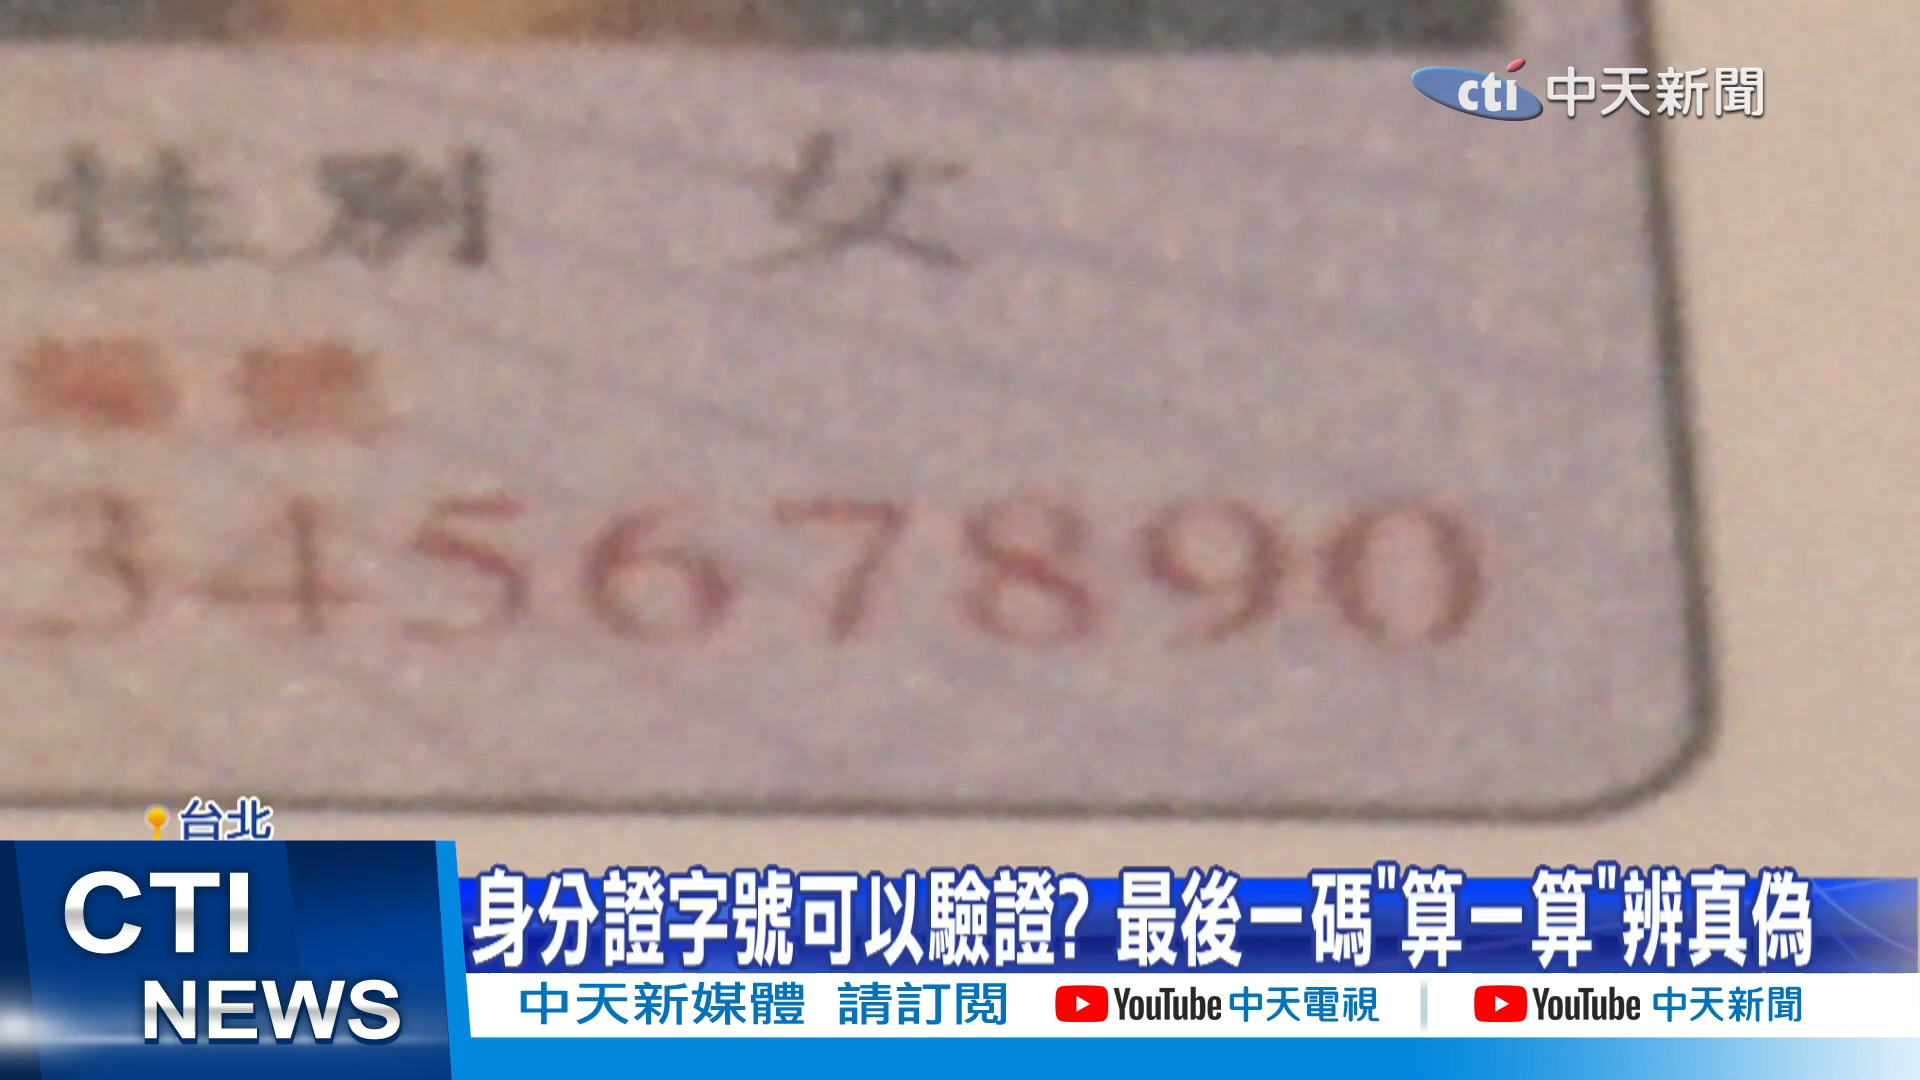 cti 中天新聞
性別 女
34567890
台北
CTI NEWS
身分證字號可以驗證? 最後一碼"算一算"辨真偽
中天新媒體 請訂閱 YouTube 中天電視 YouTube 中天新聞